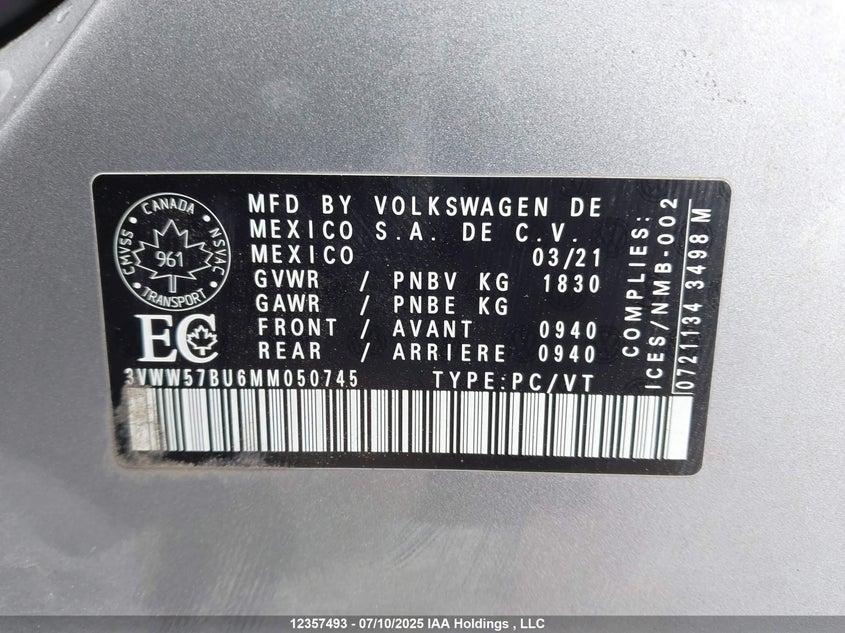 CANADA
CMVSS
NSVAC
961
TRANSPORT
EC
MFD BY VOLKSWAGEN DE
MEXICO S.A. DE C.V.
MEXICO 03/21
GVWR / PNBV KG 1830
GAWR / PNBE KG
FRONT / AVANT 0940
REAR / ARRIERE 0940
3VWW57BU6MM050745 TYPE:PC/VT
COMPLIES:
ICES/NMB-002
0721134 3498 M
12357493 - 07/10/2025 IAA Holdings , LLC